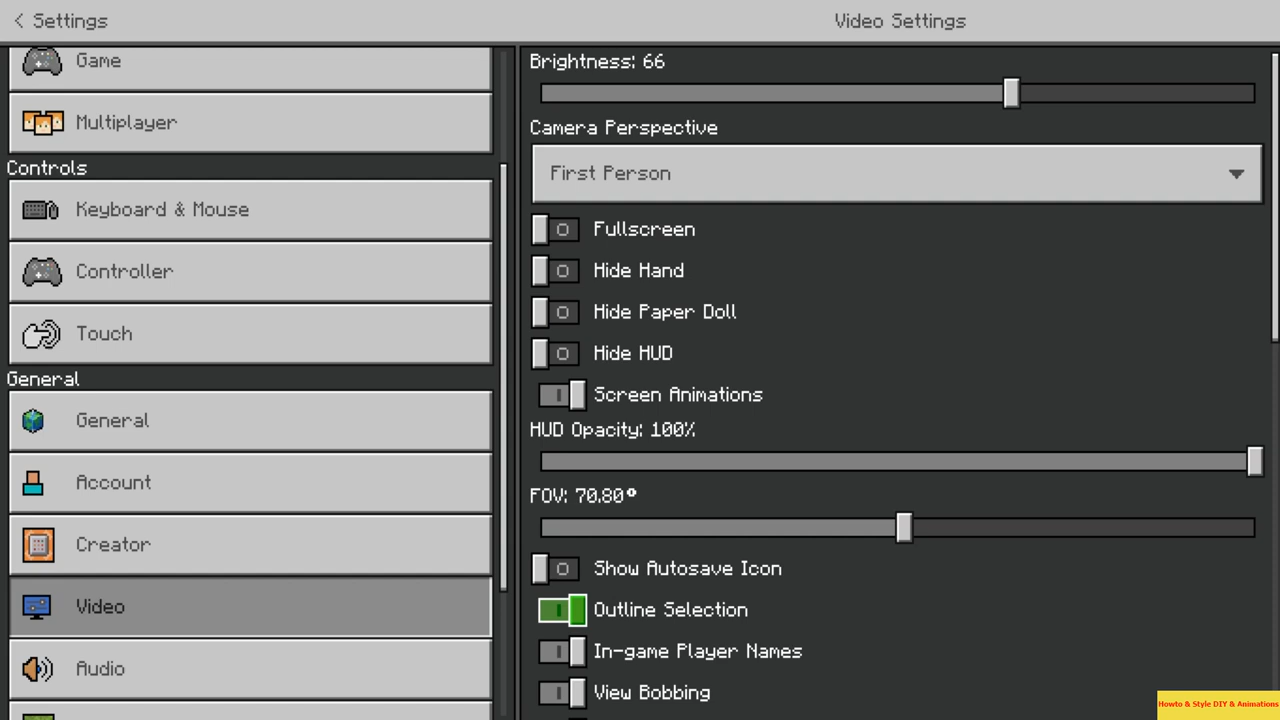 Settings
Video Settings
Game
Multiplayer
Controls
Keyboard & Mouse
Controller
Touch
General
General
Account
Creator
Video
Audio
Brightness: 66
Camera Perspective
First Person
Fullscreen
Hide Hand
Hide Paper Doll
Hide HUD
Screen Animations
HUD Opacity: 100%
FOV: 70.80°
Show Autosave Icon
Outline Selection
In-game Player Names
View Bobbing
Howto & Style DIY & Animations